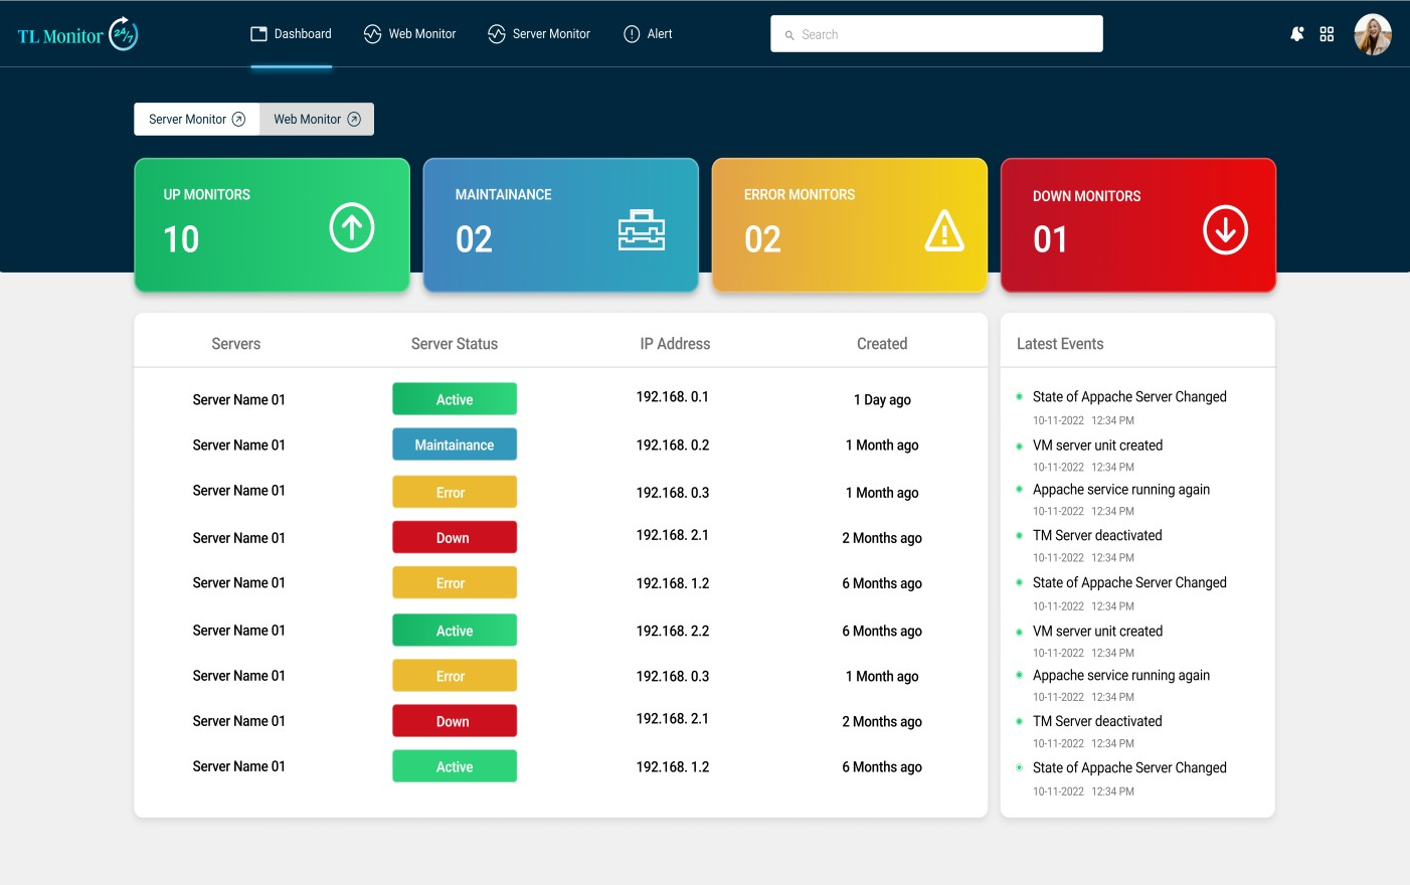 TL Monitor 24/7
Dashboard Web Monitor Server Monitor Alert Search
Server Monitor Web Monitor
UP MONITORS MAINTAINANCE ERROR MONITORS DOWN MONITORS
10 02 02 01
Servers Server Status IP Address Created
Server Name 01 Active 192.168. 0.1 1 Day ago
Server Name 01 Maintainance 192.168. 0.2 1 Month ago
Server Name 01 Error 192.168. 0.3 1 Month ago
Server Name 01 Down 192.168. 2.1 2 Months ago
Server Name 01 Error 192.168. 1.2 6 Months ago
Server Name 01 Active 192.168. 2.2 6 Months ago
Server Name 01 Error 192.168. 0.3 1 Month ago
Server Name 01 Down 192.168. 2.1 2 Months ago
Server Name 01 Active 192.168. 1.2 6 Months ago
Latest Events
State of Appache Server Changed
10-11-2022 12:34 PM
VM server unit created
10-11-2022 12:34 PM
Appache service running again
10-11-2022 12:34 PM
TM Server deactivated
10-11-2022 12:34 PM
State of Appache Server Changed
10-11-2022 12:34 PM
VM server unit created
10-11-2022 12:34 PM
Appache service running again
10-11-2022 12:34 PM
TM Server deactivated
10-11-2022 12:34 PM
State of Appache Server Changed
10-11-2022 12:34 PM